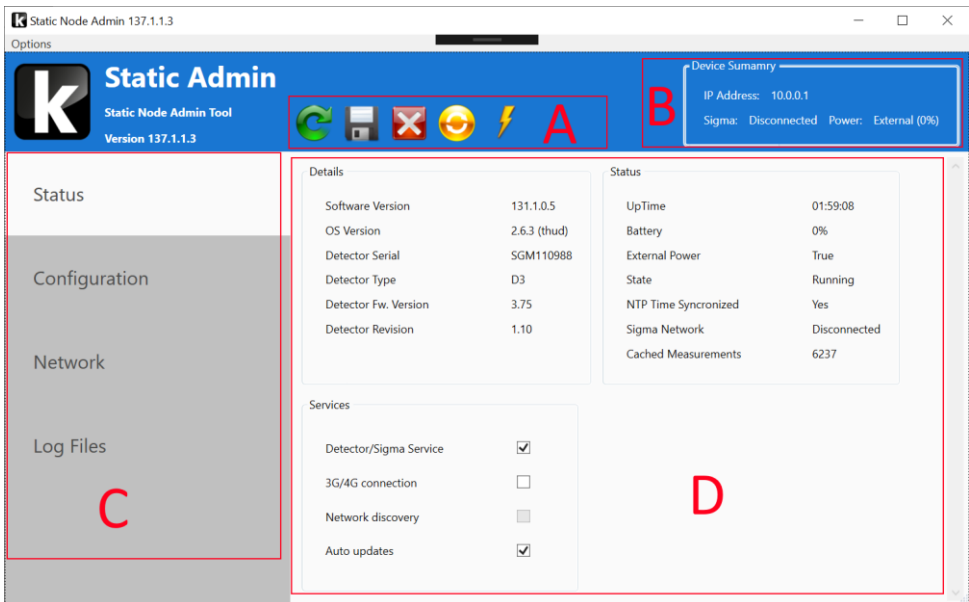 Static Node Admin 137.1.1.3
Options
k
Static Admin
Static Node Admin Tool
Version 137.1.1.3
A
B
Device Sumamry
IP Address: 10.0.0.1
Sigma: Disconnected Power: External (0%)
Status
Configuration
Network
Log Files
C
Details
Software Version 131.1.0.5
OS Version 2.6.3 (thud)
Detector Serial SGM110988
Detector Type D3
Detector Fw. Version 3.75
Detector Revision 1.10
Status
UpTime 01:59:08
Battery 0%
External Power True
State Running
NTP Time Syncronized Yes
Sigma Network Disconnected
Cached Measurements 6237
Services
Detector/Sigma Service
3G/4G connection
Network discovery
Auto updates
D